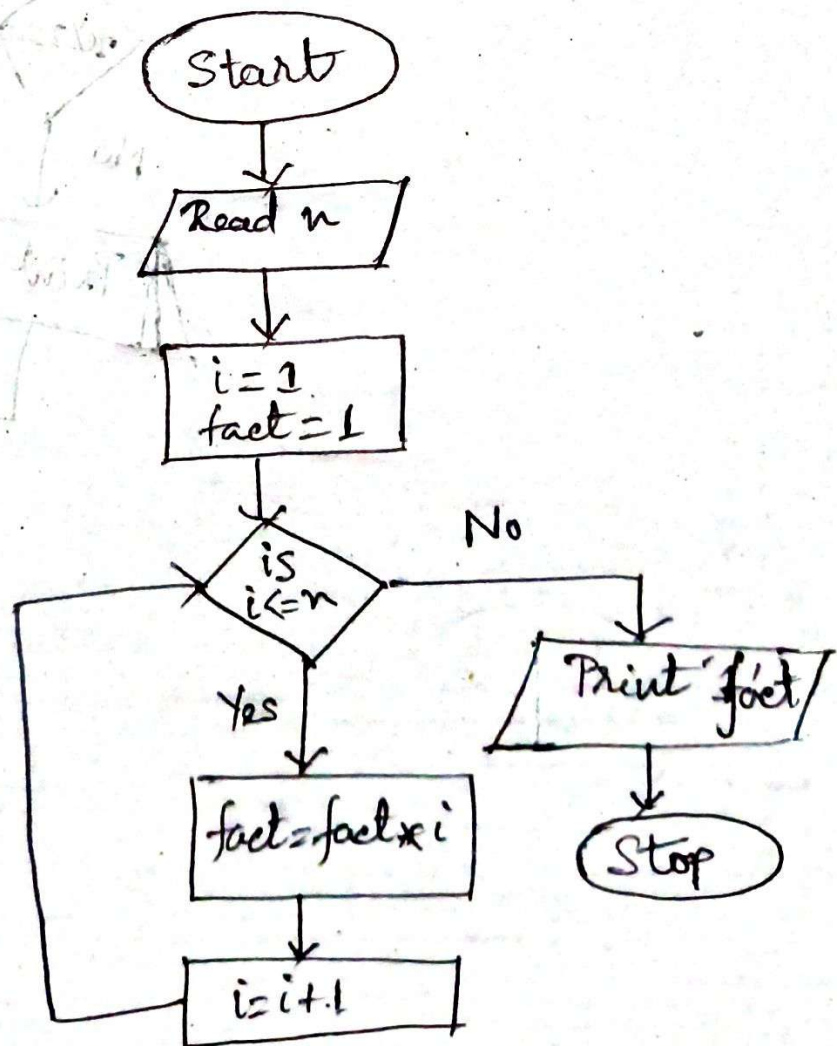 Start
Read n
i = 1
fact = 1
is
i<=n
No
Yes
Print 'fact
fact = fact * i
Stop
i = i + 1